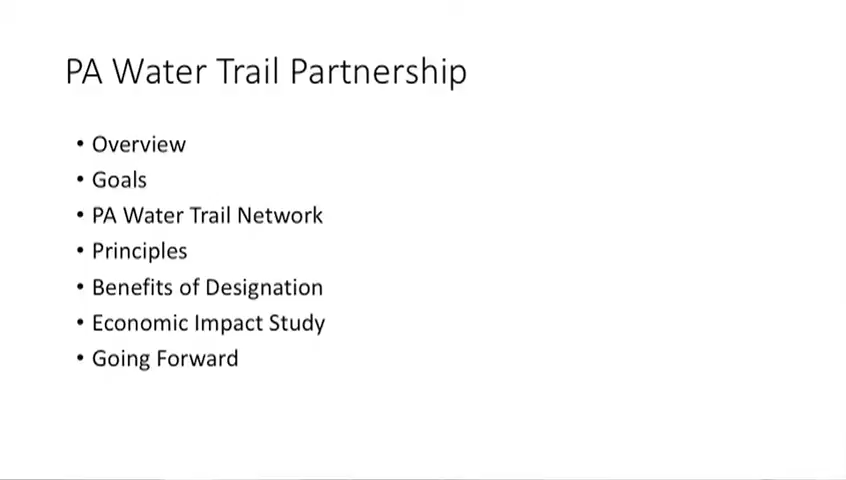 PA Water Trail Partnership
• Overview
• Goals
• PA Water Trail Network
• Principles
• Benefits of Designation
• Economic Impact Study
• Going Forward